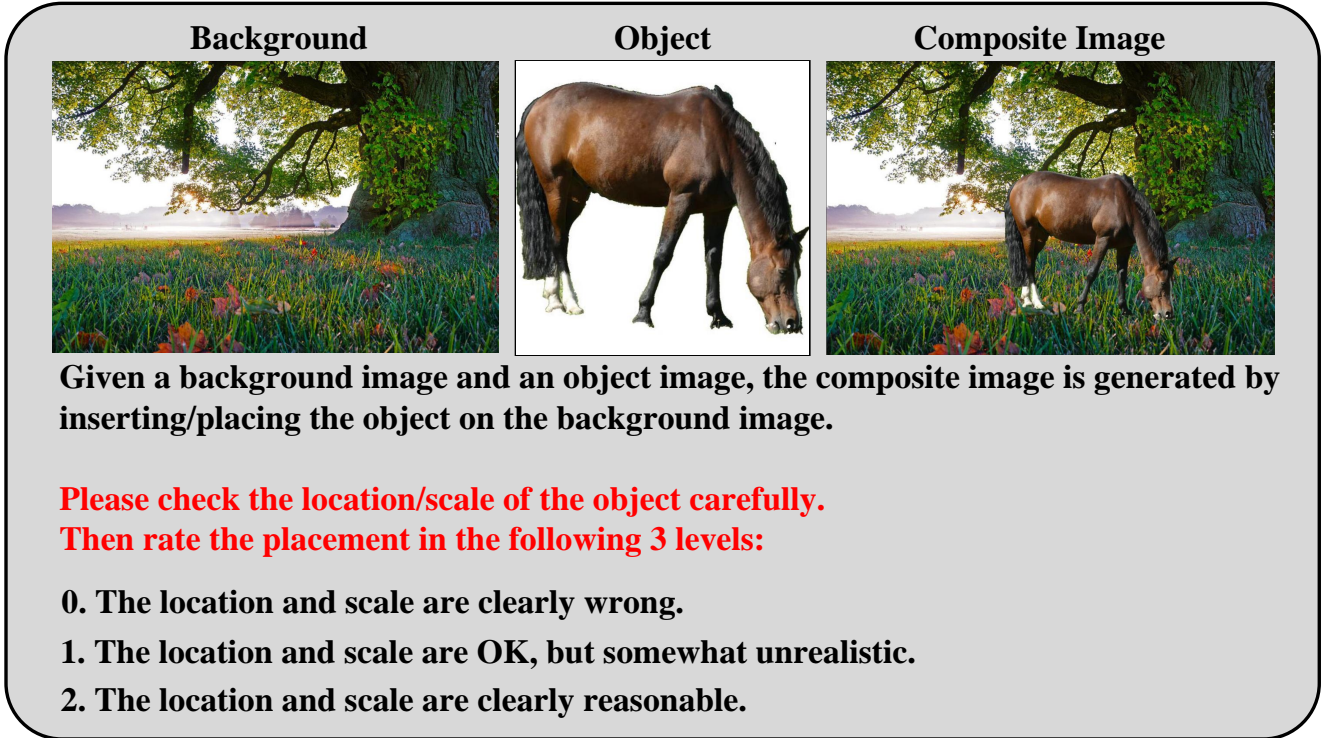 Background Object Composite Image
Given a background image and an object image, the composite image is generated by
inserting/placing the object on the background image.
Please check the location/scale of the object carefully.
Then rate the placement in the following 3 levels:
0. The location and scale are clearly wrong.
1. The location and scale are OK, but somewhat unrealistic.
2. The location and scale are clearly reasonable.